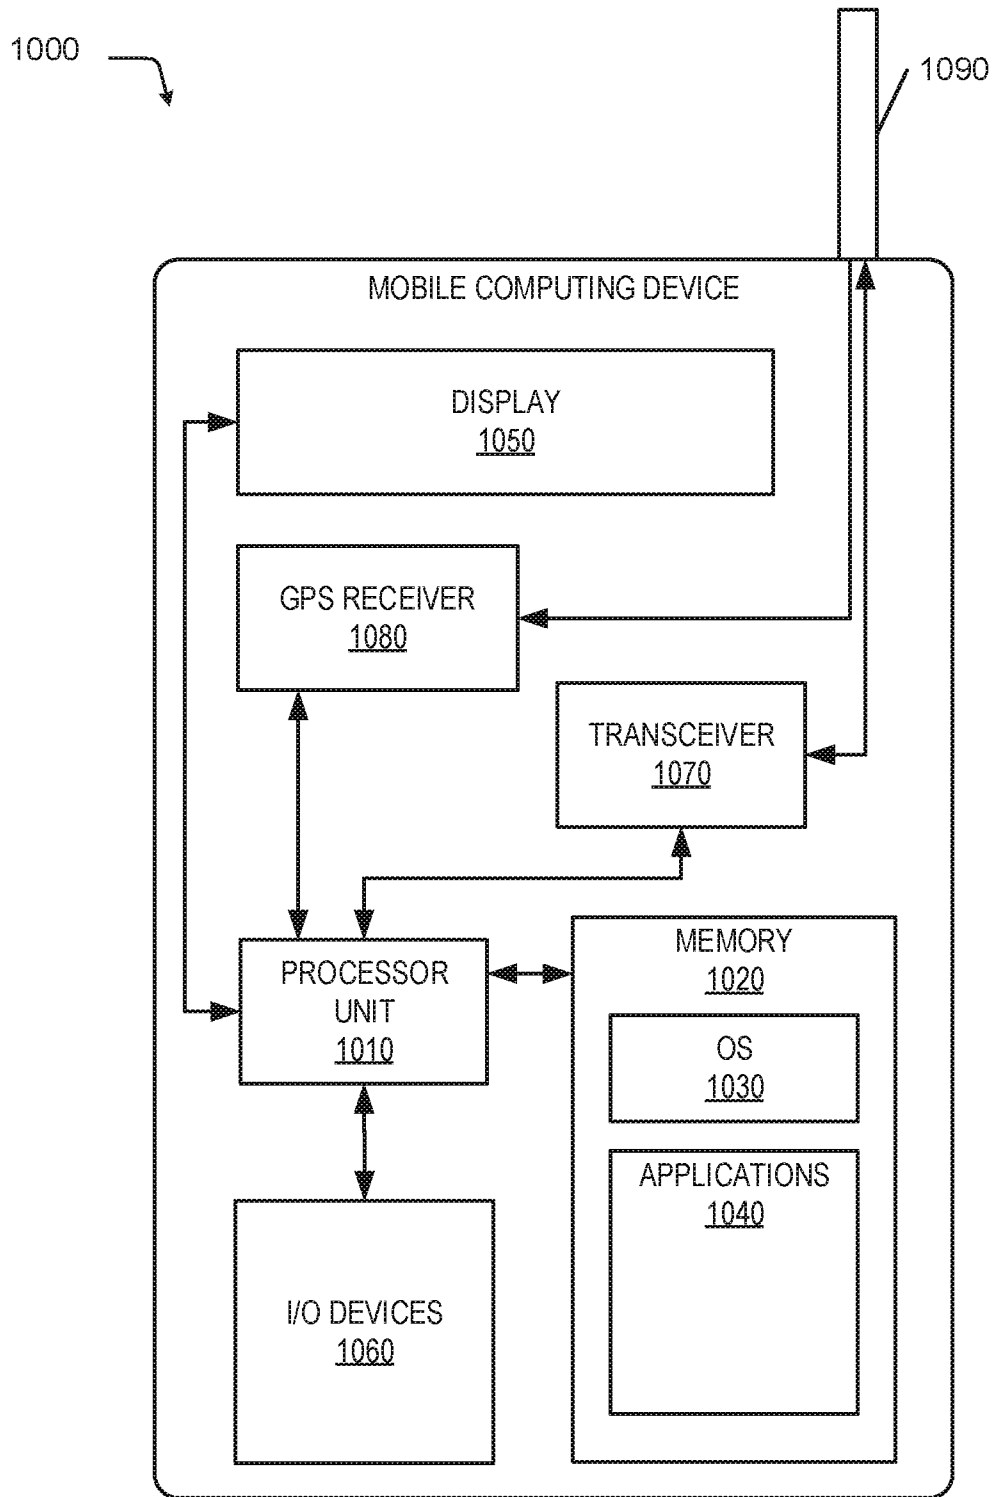 1000
1090
MOBILE COMPUTING DEVICE
DISPLAY
1050
GPS RECEIVER
1080
TRANSCEIVER
1070
PROCESSOR
UNIT
1010
MEMORY
1020
OS
1030
APPLICATIONS
1040
I/O DEVICES
1060